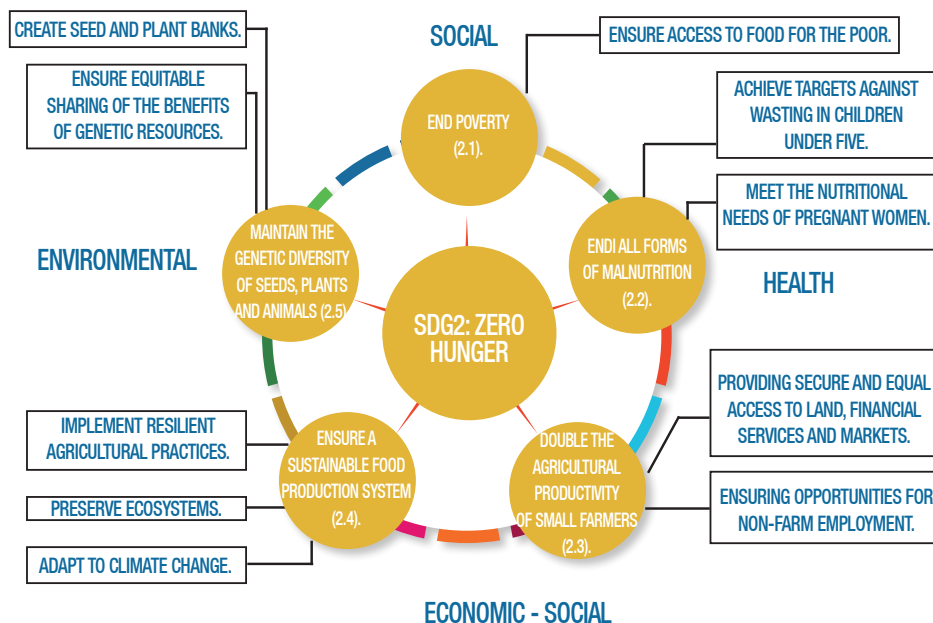 CREATE SEED AND PLANT BANKS.
ENSURE EQUITABLE
SHARING OF THE BENEFITS
OF GENETIC RESOURCES.
SOCIAL
ENSURE ACCESS TO FOOD FOR THE POOR.
END POVERTY
(2.1).
ACHIEVE TARGETS AGAINST
WASTING IN CHILDREN
UNDER FIVE.
MEET THE NUTRITIONAL
NEEDS OF PREGNANT WOMEN.
ENVIRONMENTAL
MAINTAIN THE
GENETIC DIVERSITY
OF SEEDS, PLANTS
AND ANIMALS (2.5)
ENDI ALL FORMS
OF MALNUTRITION
(2.2).
HEALTH
SDG2: ZERO
HUNGER
PROVIDING SECURE AND EQUAL
ACCESS TO LAND, FINANCIAL
SERVICES AND MARKETS.
IMPLEMENT RESILIENT
AGRICULTURAL PRACTICES.
ENSURE A
SUSTAINABLE FOOD
PRODUCTION SYSTEM
(2.4).
DOUBLE THE
AGRICULTURAL
PRODUCTIVITY
OF SMALL FARMERS
(2.3).
PRESERVE ECOSYSTEMS.
ENSURING OPPORTUNITIES FOR
NON-FARM EMPLOYMENT.
ADAPT TO CLIMATE CHANGE.
ECONOMIC - SOCIAL